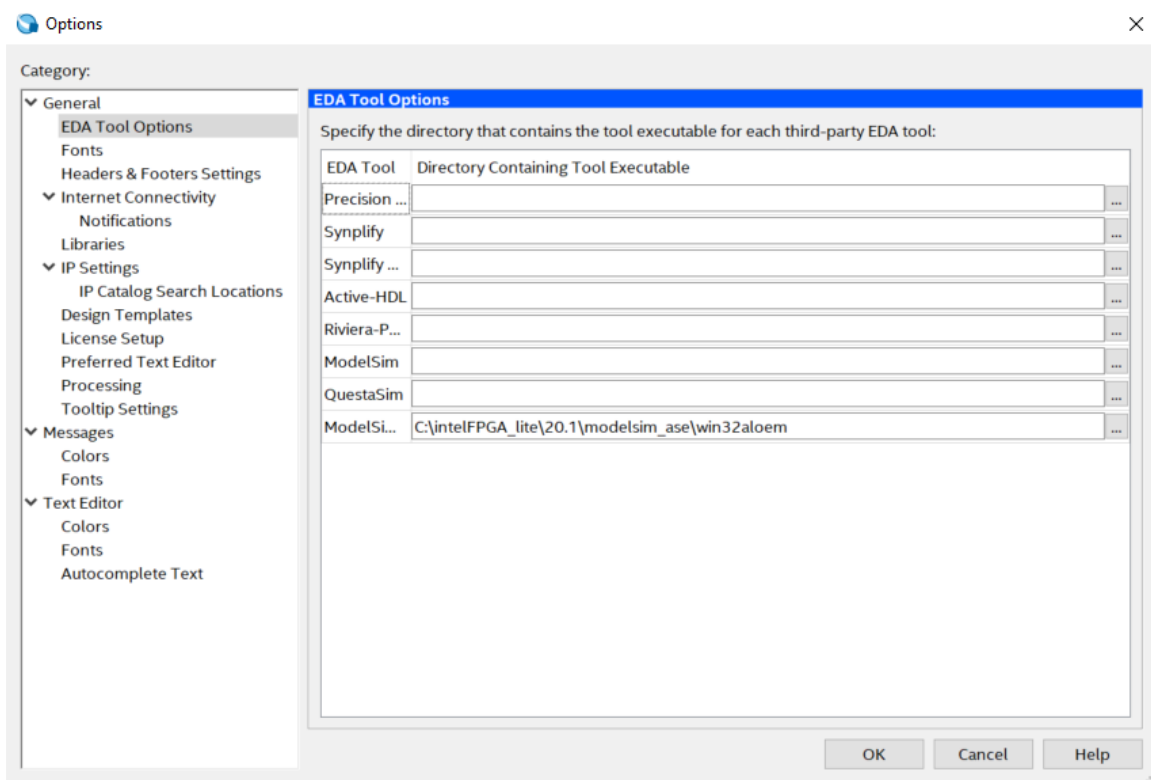 Options
Category:
General
EDA Tool Options
Fonts
Headers & Footers Settings
Internet Connectivity
Notifications
Libraries
IP Settings
IP Catalog Search Locations
Design Templates
License Setup
Preferred Text Editor
Processing
Tooltip Settings
Messages
Colors
Fonts
Text Editor
Colors
Fonts
Autocomplete Text
EDA Tool Options
Specify the directory that contains the tool executable for each third-party EDA tool:
EDA Tool Directory Containing Tool Executable
Precision ... ...
Synplify ...
Synplify ... ...
Active-HDL ...
Riviera-P... ...
ModelSim ...
QuestaSim ...
ModelSi... C:\intelFPGA_lite\20.1\modelsim_ase\win32aloem ...
OK Cancel Help